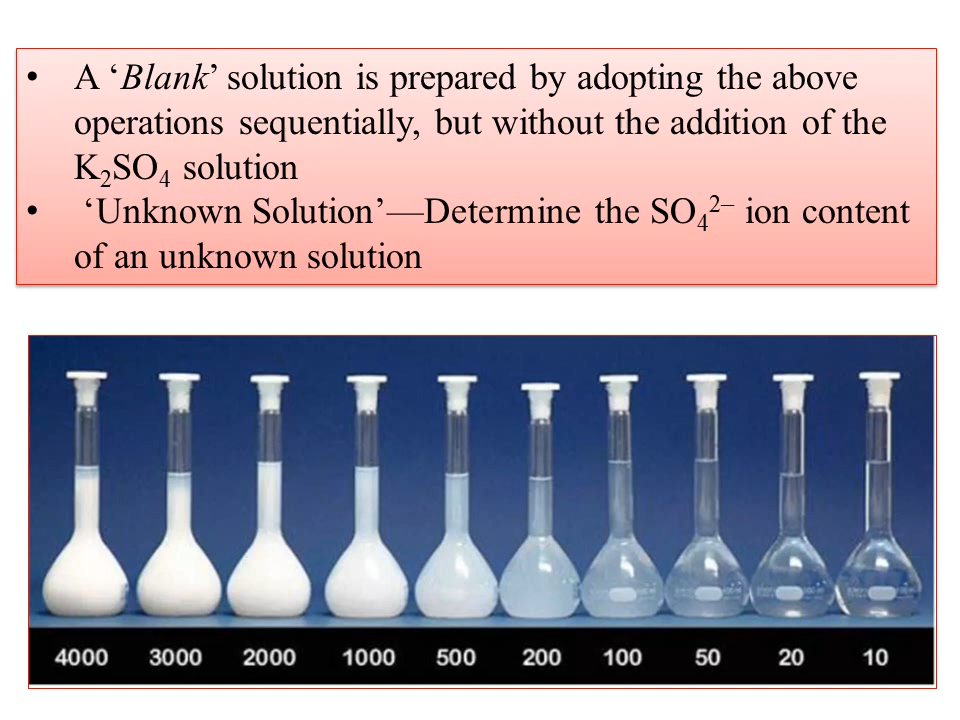 • A ‘Blank’ solution is prepared by adopting the above
operations sequentially, but without the addition of the
K₂SO₄ solution
• ‘Unknown Solution’—Determine the SO₄²⁻ ion content
of an unknown solution
4000 3000 2000 1000 500 200 100 50 20 10